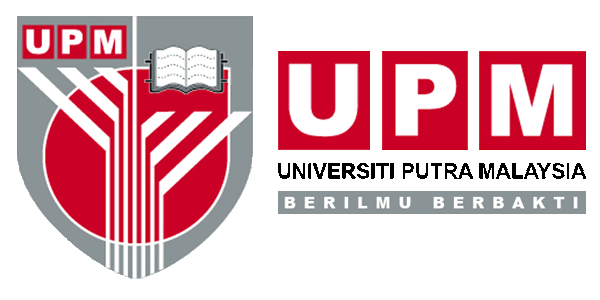 UPM
UPM
UNIVERSITI PUTRA MALAYSIA
BERILMU BERBAKTI